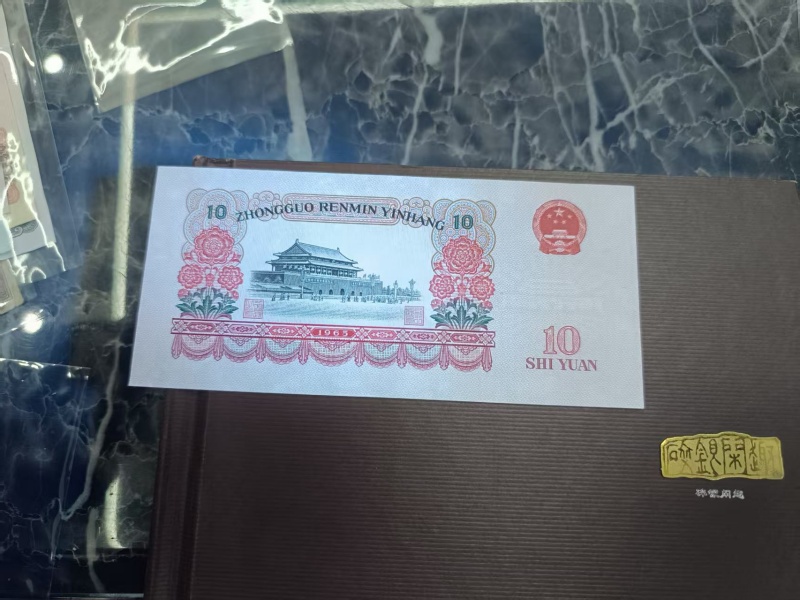 10 ZHONGGUO RENMIN YINHANG 10
1965
10
SHI YUAN